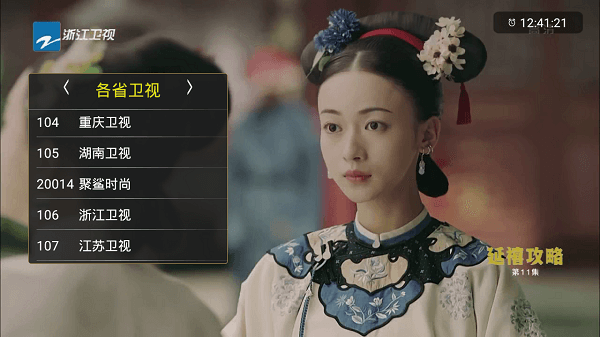 浙江卫视
12:41:21
〈 各省卫视 〉
104 重庆卫视
105 湖南卫视
20014 聚鲨时尚
106 浙江卫视
107 江苏卫视
延禧攻略
第11集